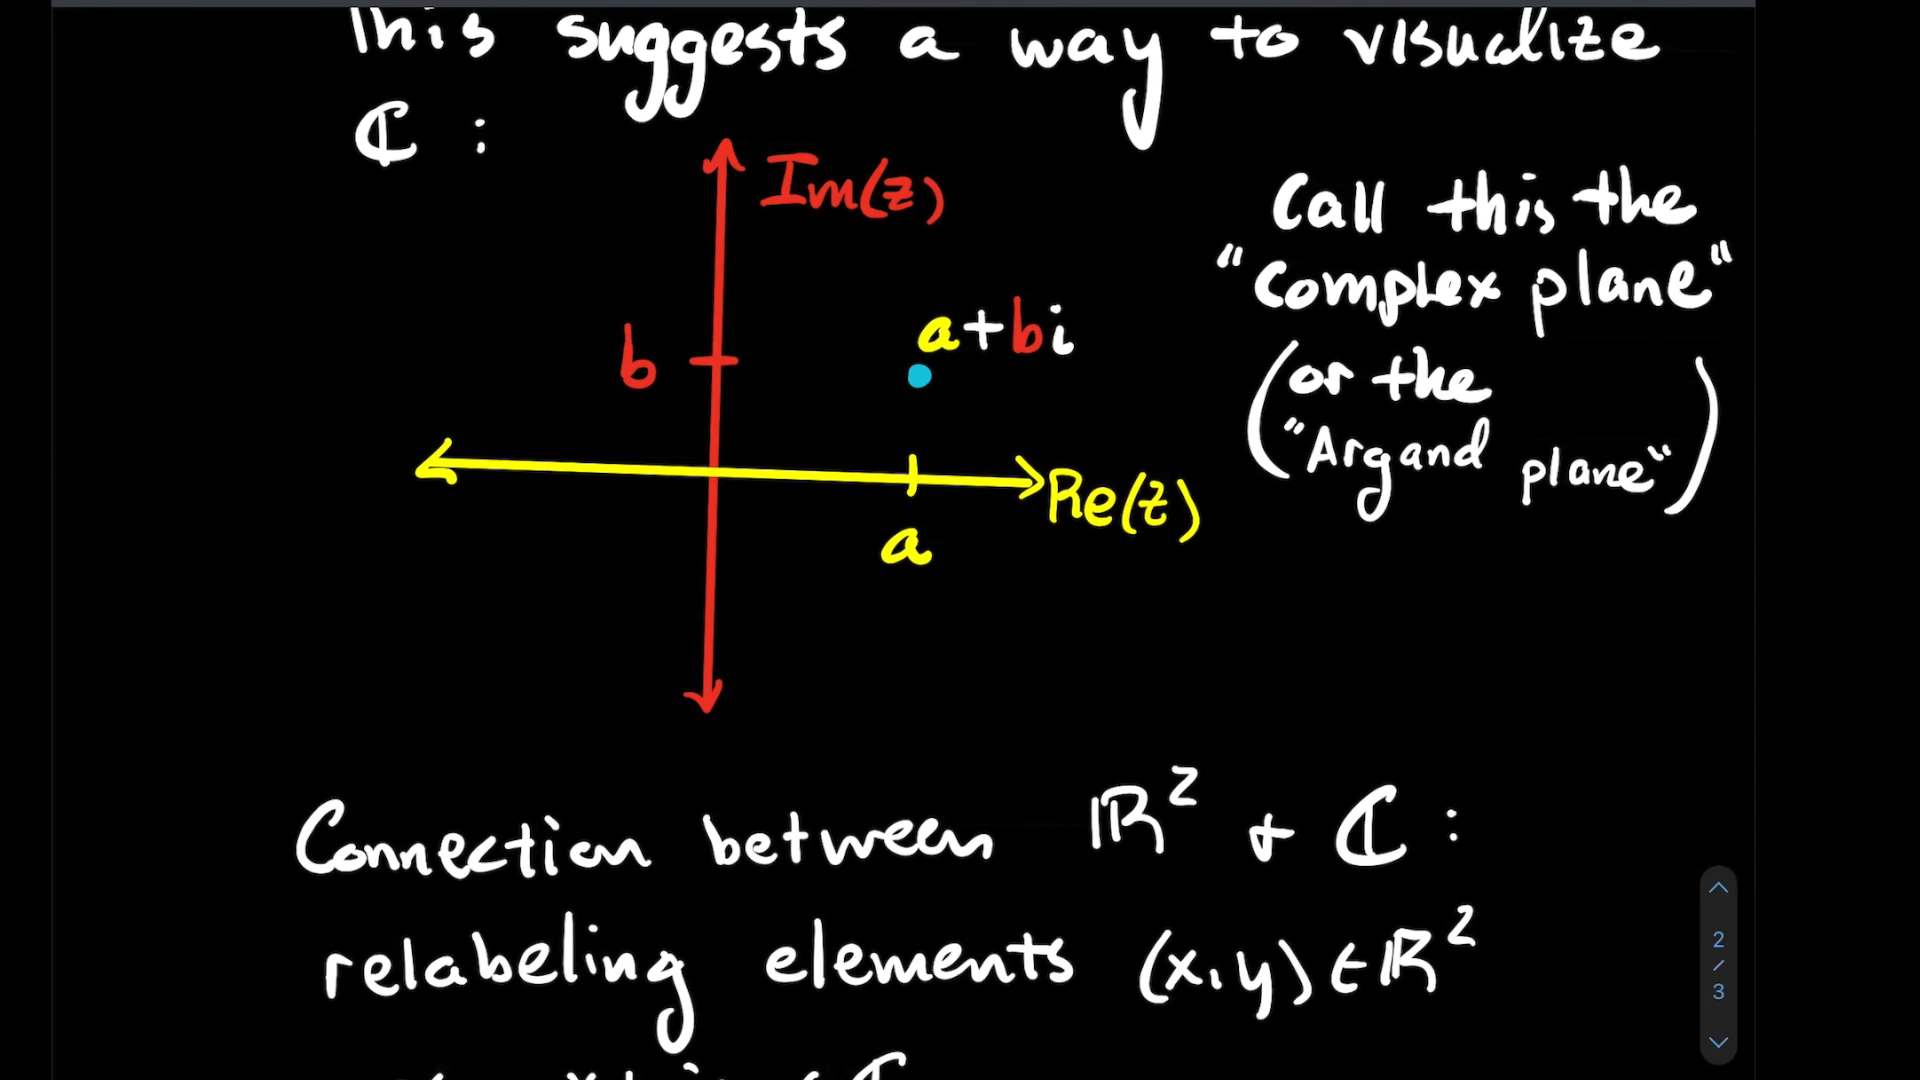 This suggests a way to visualize
ℂ :
Im(z)
Call this the
"Complex plane"
(or the
"Argand plane")
a+bi
b
Re(z)
a
Connection between ℝ² & ℂ :
relabeling elements (x,y) ∈ ℝ²
2
/
3